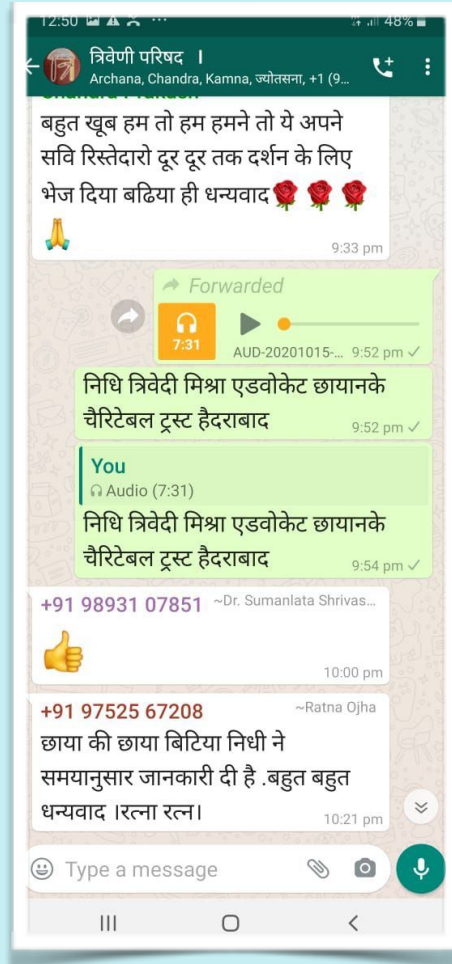 12:50
48%
त्रिवेणी परिषद I
Archana, Chandra, Kamna, ज्योतसना, +1 (9...
Chandra Prakash
बहुत खूब हम तो हम हमने तो ये अपने
सवि रिस्तेदारो दूर दूर तक दर्शन के लिए
भेज दिया बढिया ही धन्यवाद🌹🌹🌹
🙏
9:33 pm
Forwarded
7:31
AUD-20201015-... 9:52 pm ✓
निधि त्रिवेदी मिश्रा एडवोकेट छायानके
चैरिटेबल ट्रस्ट हैदराबाद
9:52 pm ✓
You
Audio (7:31)
निधि त्रिवेदी मिश्रा एडवोकेट छायानके
चैरिटेबल ट्रस्ट हैदराबाद
9:54 pm ✓
+91 98931 07851 ~Dr. Sumanlata Shrivas...
👍
10:00 pm
+91 97525 67208 ~Ratna Ojha
छाया की छाया बिटिया निधी ने
समयानुसार जानकारी दी है .बहुत बहुत
धन्यवाद ।रत्ना रत्न।
10:21 pm
Type a message